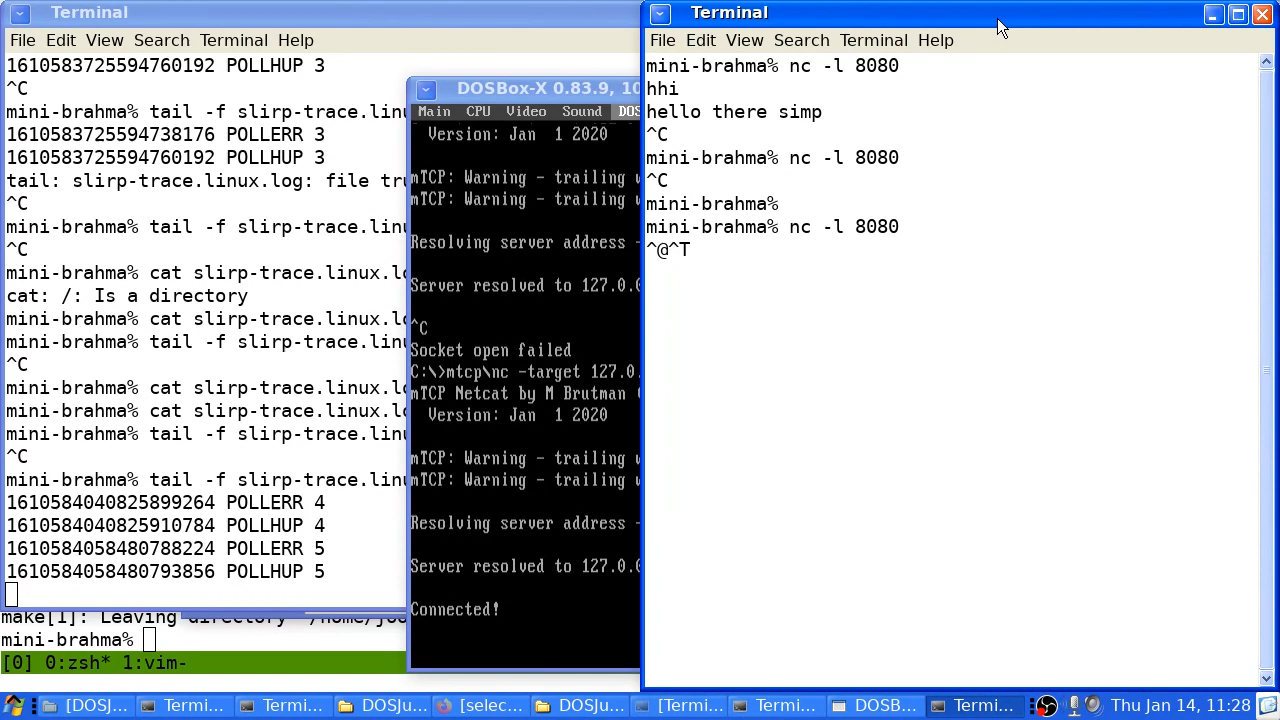 Terminal
File Edit View Search Terminal Help
1610583725594760192 POLLHUP 3
^C
mini-brahma% tail -f slirp-trace.linu
1610583725594738176 POLLERR 3
1610583725594760192 POLLHUP 3
tail: slirp-trace.linux.log: file tru
^C
mini-brahma% tail -f slirp-trace.linu
^C
mini-brahma% cat slirp-trace.linux.lo
cat: /: Is a directory
mini-brahma% cat slirp-trace.linux.lo
mini-brahma% tail -f slirp-trace.linu
^C
mini-brahma% cat slirp-trace.linux.lo
mini-brahma% cat slirp-trace.linux.lo
mini-brahma% tail -f slirp-trace.linu
^C
mini-brahma% tail -f slirp-trace.linu
1610584040825899264 POLLERR 4
1610584040825910784 POLLHUP 4
1610584058480788224 POLLERR 5
1610584058480793856 POLLHUP 5
make[1]: Leaving directory
mini-brahma%
[0] 0:zsh* 1:vim-
DOSBox-X 0.83.9, 10
Main CPU Video Sound DOS
Version: Jan 1 2020
mTCP: Warning - trailing w
mTCP: Warning - trailing w
Resolving server address -
Server resolved to 127.0.0
^C
Socket open failed
C:\>mtcp\nc -target 127.0.
mTCP Netcat by M Brutman (
Version: Jan 1 2020
mTCP: Warning - trailing w
mTCP: Warning - trailing w
Resolving server address -
Server resolved to 127.0.0
Connected!
Terminal
File Edit View Search Terminal Help
mini-brahma% nc -l 8080
hhi
hello there simp
^C
mini-brahma% nc -l 8080
^C
mini-brahma%
mini-brahma% nc -l 8080
^@^T
[DOSJ... Termi... Termi... DOSJu... [selec... DOSJu... [Termi... Termi... DOSB... Termi... Thu Jan 14, 11:28